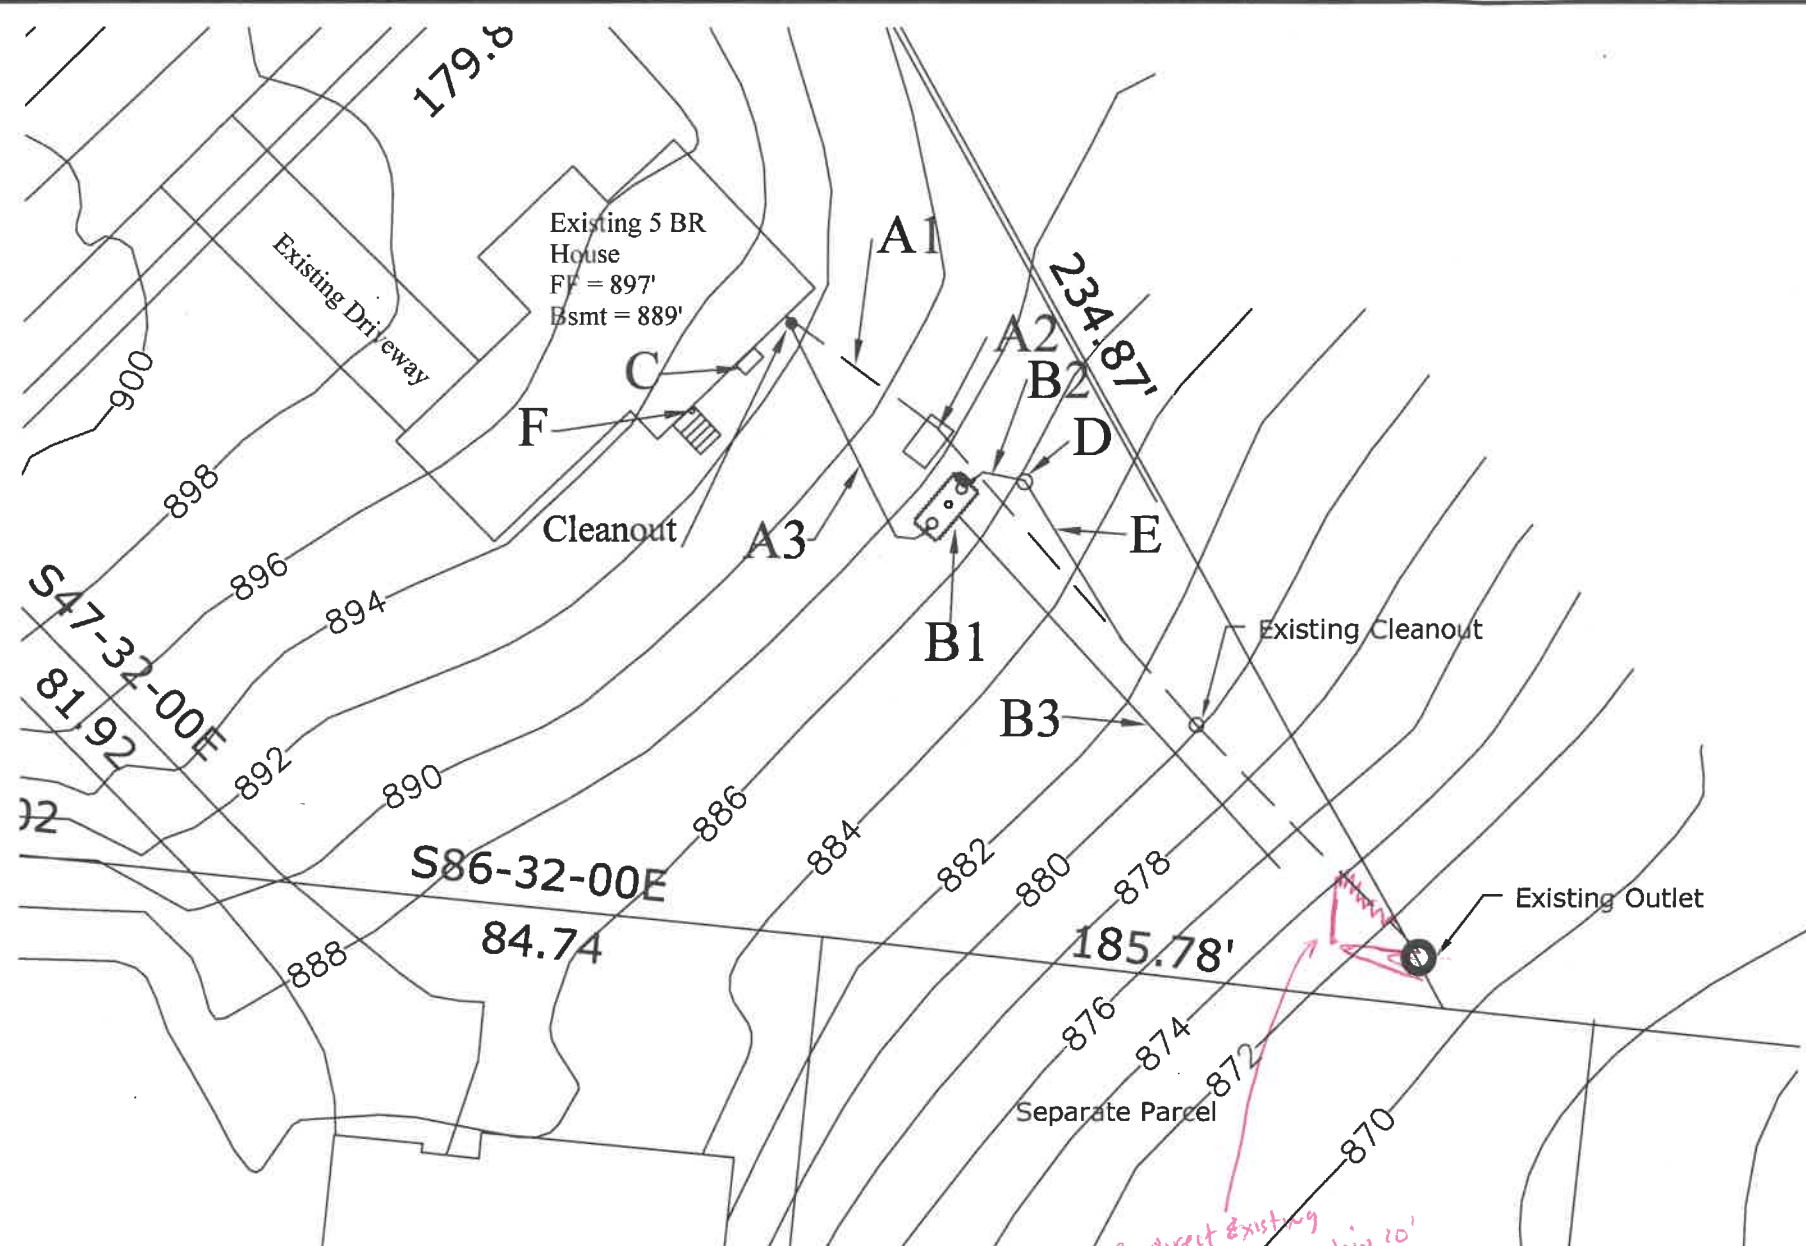 179.8
Existing 5 BR
House
FF = 897'
Bsmt = 889'
Existing Driveway
A1
A2
B2
234.87'
C
F
D
900
898
Cleanout
A3
E
896
894
B1
Existing Cleanout
S47-32-00E
81.92
B3
892
890
886
884
882
880
878
S86-32-00E
84.74
185.78'
Existing Outlet
888
876
874
872
870
Separate Parcel
Existing
10'